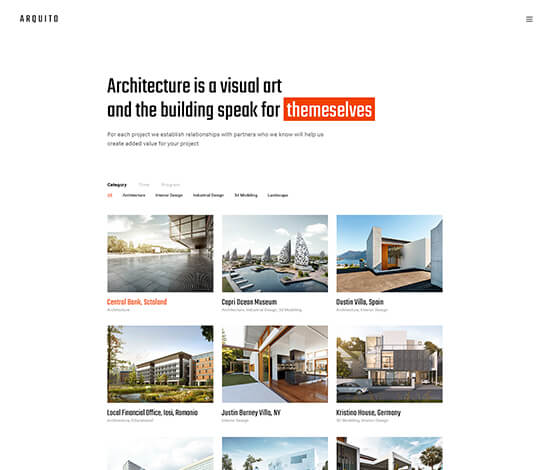 ARQUITO
Architecture is a visual art
and the building speak for themeselves
For each project we establish relationships with partners who we know will help us
create added value for your project
Category Time Program
All Architecture Interior Design Industrial Design 3d Modeling Landscape
Central Bank, Scotland
Architecture
Capri Ocean Museum
Architecture, Industrial Design, 3d Modeling
Dustin Villa, Spain
Architecture, Interior Design
Local Financial Office, Iasi, Romania
Architecture, Educational
Justin Burney Villa, NY
Interior Design
Kristina House, Germany
3D Modeling, Interior Design